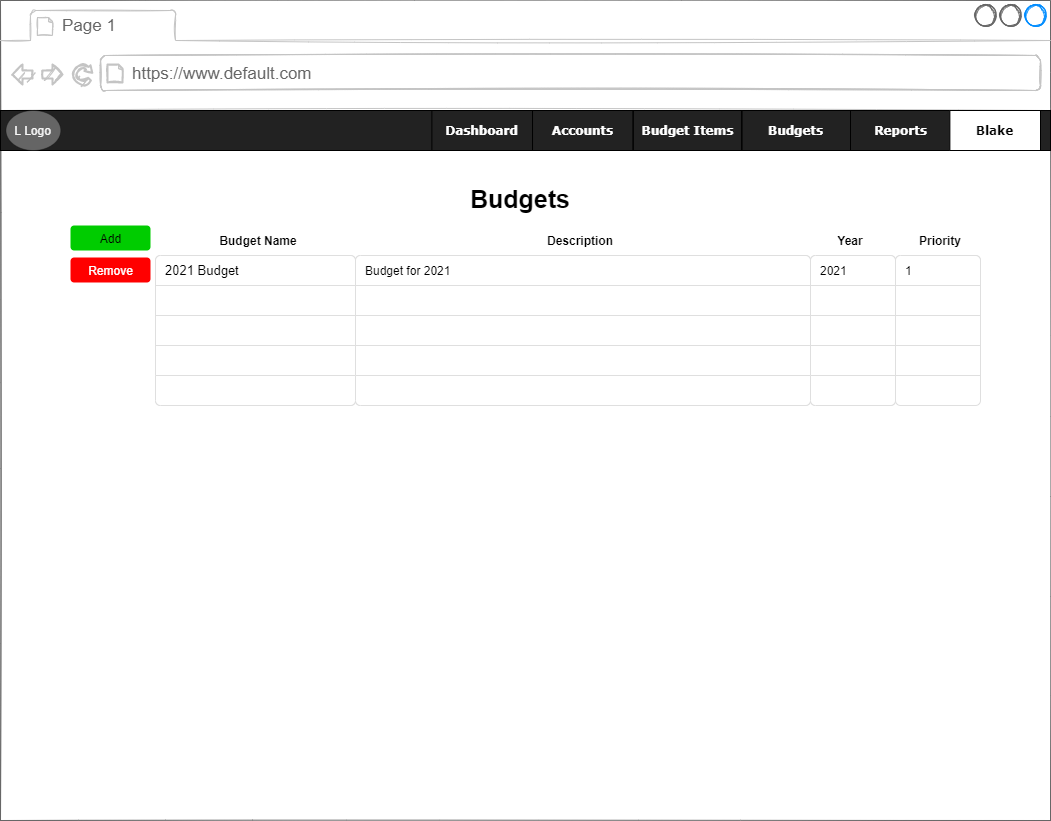 Page 1
https://www.default.com
L Logo Dashboard Accounts Budget Items Budgets Reports Blake
Budgets
Add Budget Name Description Year Priority
Remove 2021 Budget Budget for 2021 2021 1